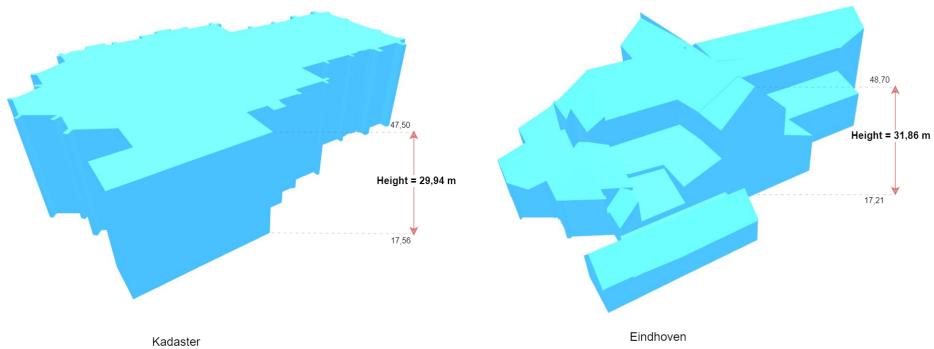 47,50
Height = 29,94 m
17,56
Kadaster
48,70
Height = 31,86 m
17,21
Eindhoven